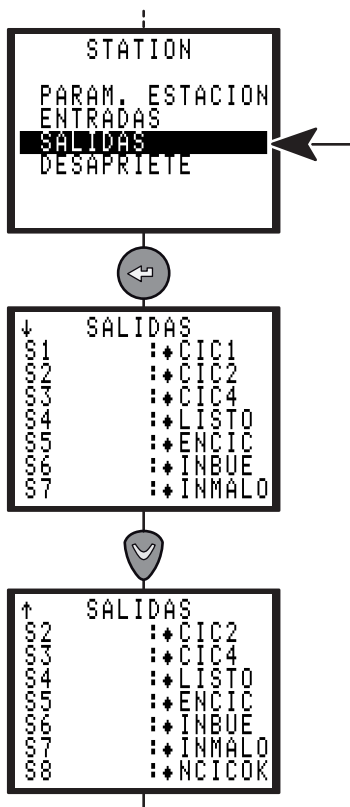 STATION
PARAM. ESTACION
ENTRADAS
SALIDAS
DESAPRIETE
↓ SALIDAS
S1 :♦CIC1
S2 :♦CIC2
S3 :♦CIC4
S4 :♦LISTO
S5 :♦ENCIC
S6 :♦INBUE
S7 :♦INMALO
↑ SALIDAS
S2 :♦CIC2
S3 :♦CIC4
S4 :♦LISTO
S5 :♦ENCIC
S6 :♦INBUE
S7 :♦INMALO
S8 :♦NCICOK